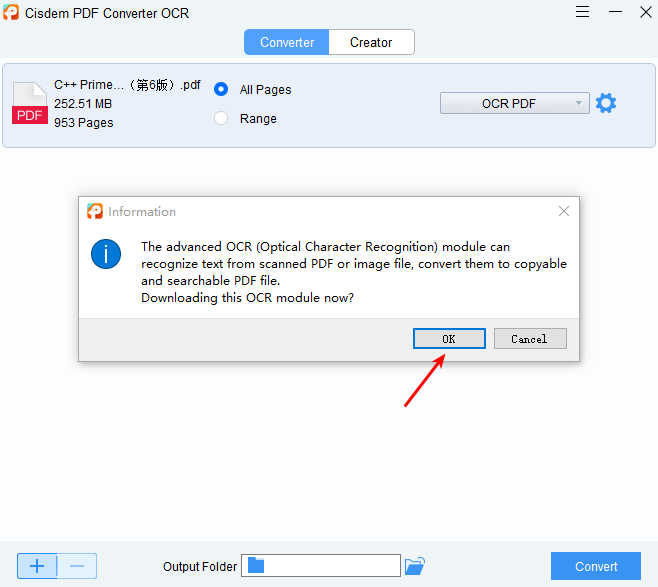 Cisdem PDF Converter OCR
Converter
Creator
C++ Prime...（第6版）.pdf
252.51 MB
953 Pages
PDF
All Pages
Range
OCR PDF
Information
The advanced OCR (Optical Character Recognition) module can
recognize text from scanned PDF or image file, convert them to copyable
and searchable PDF file.
Downloading this OCR module now?
OK
Cancel
Output Folder
Convert